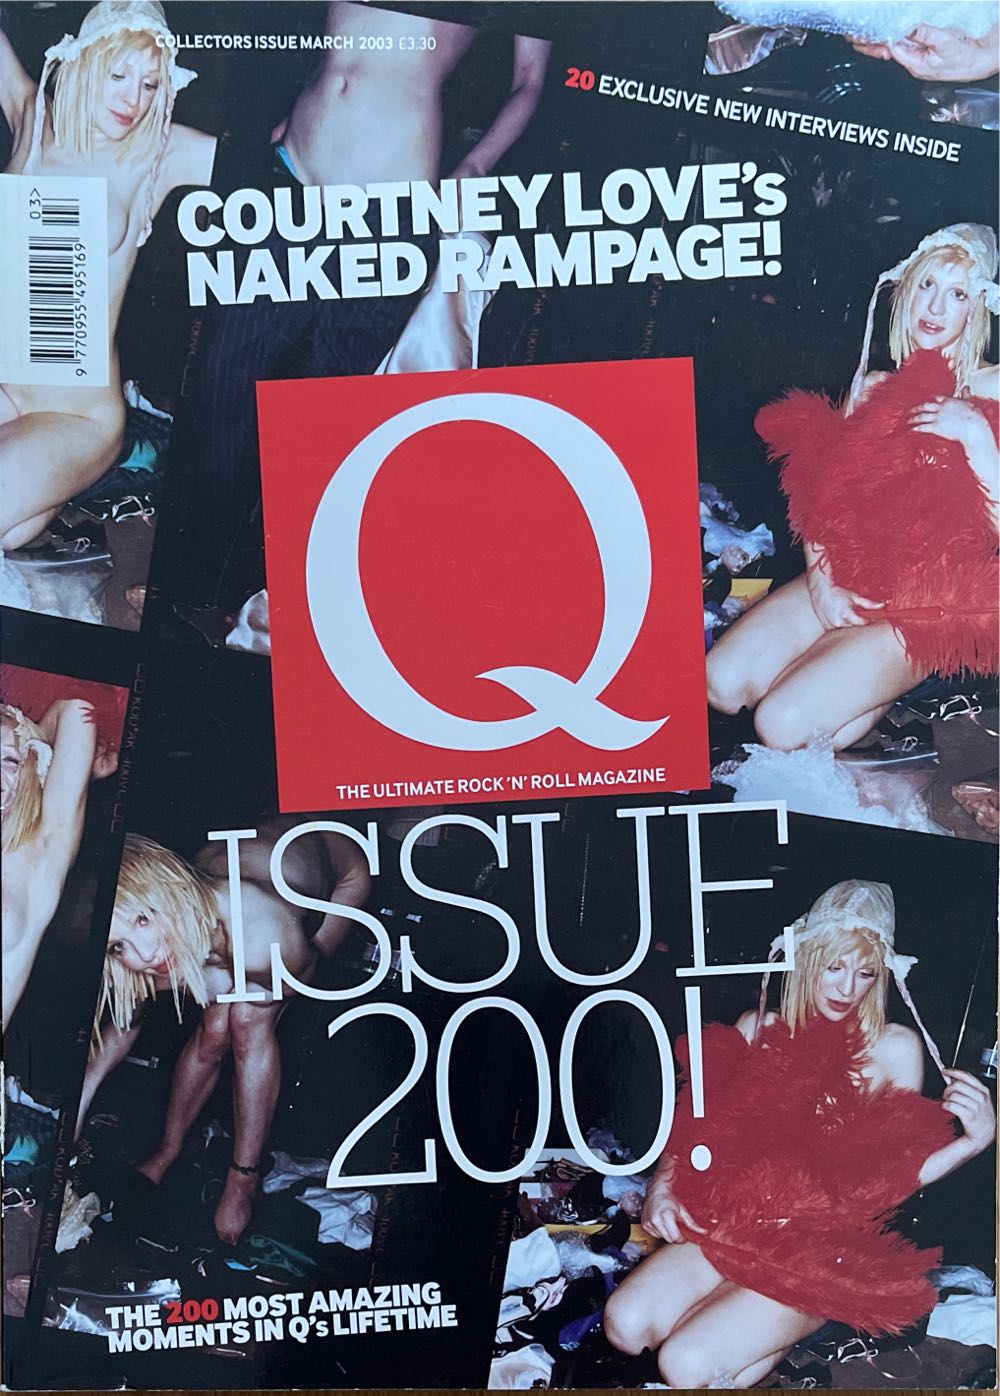 COLLECTORS ISSUE MARCH 2003 £3.30
20 EXCLUSIVE NEW INTERVIEWS INSIDE
COURTNEY LOVE's
NAKED RAMPAGE!
03>
9 770955 495169
Q
THE ULTIMATE ROCK 'N' ROLL MAGAZINE
ISSUE
200!
THE 200 MOST AMAZING
MOMENTS IN Q's LIFETIME